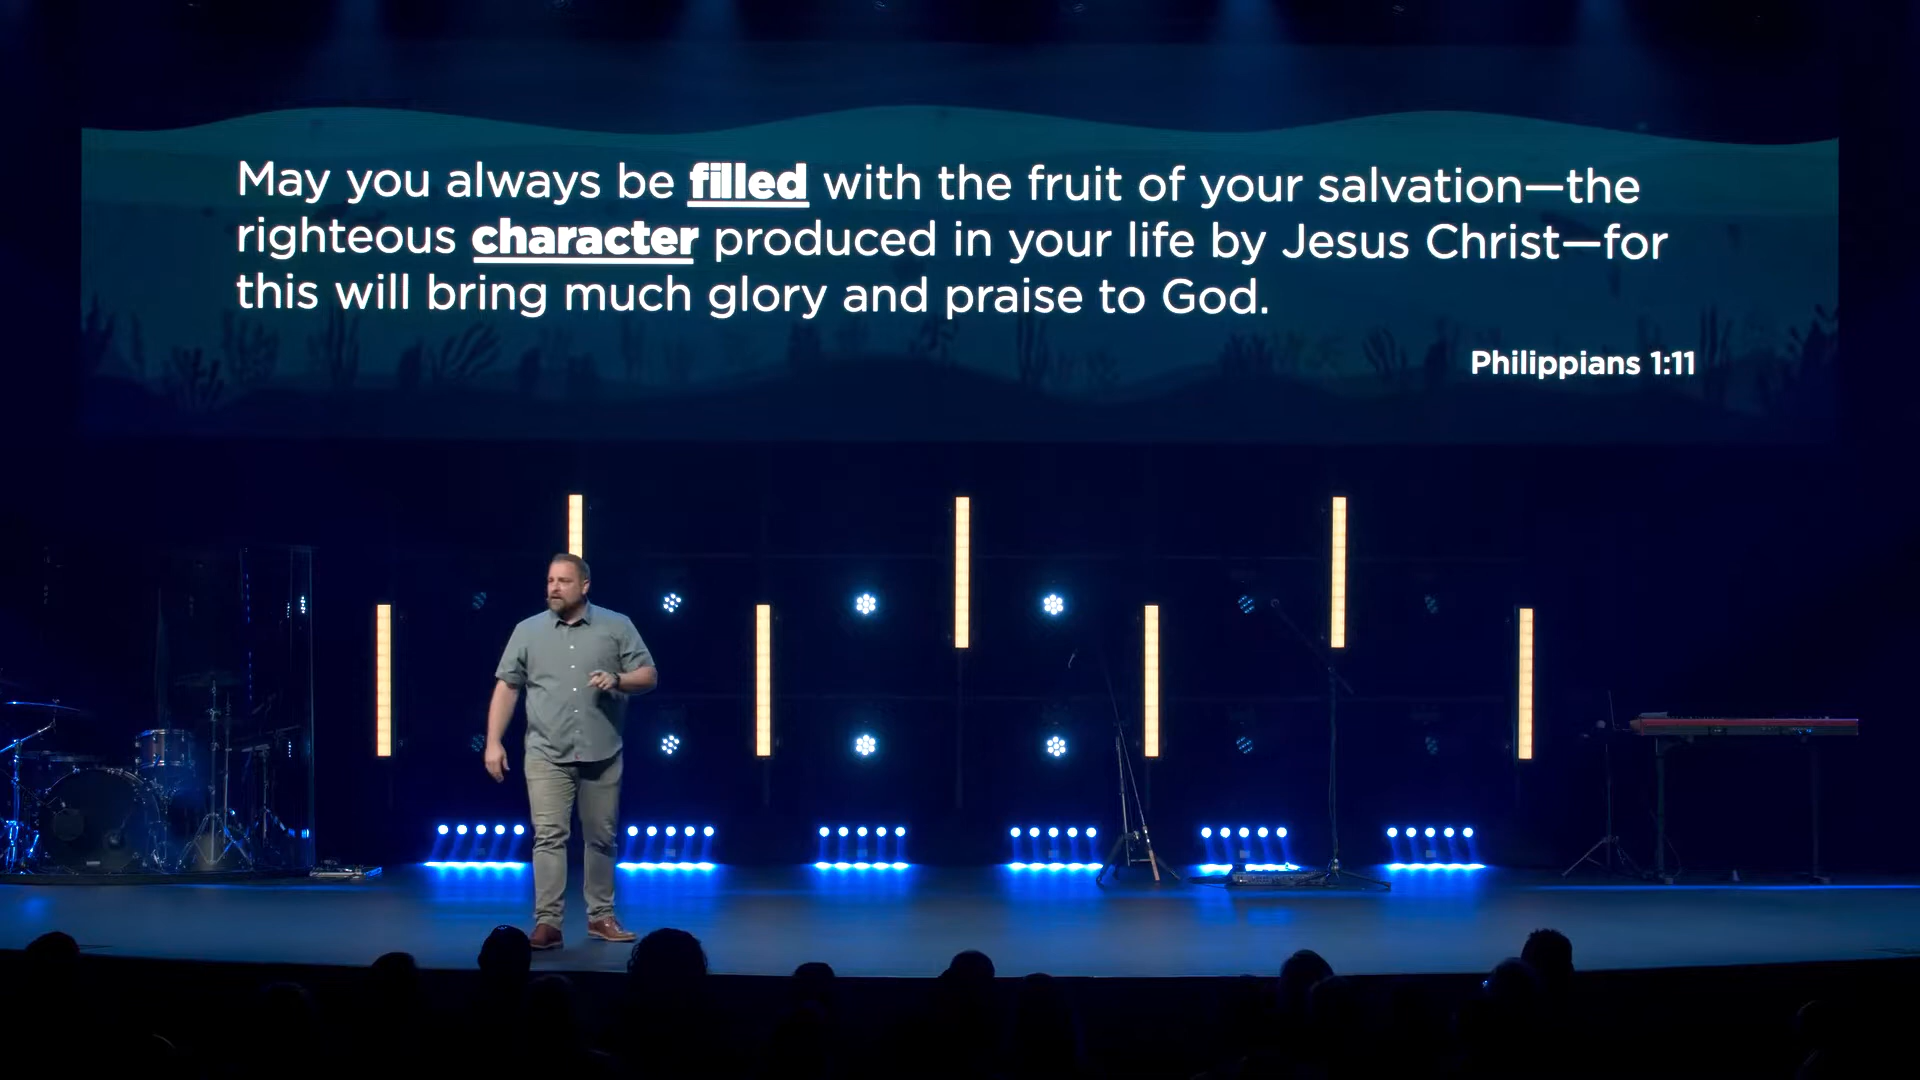 May you always be filled with the fruit of your salvation—the
righteous character produced in your life by Jesus Christ—for
this will bring much glory and praise to God.
Philippians 1:11